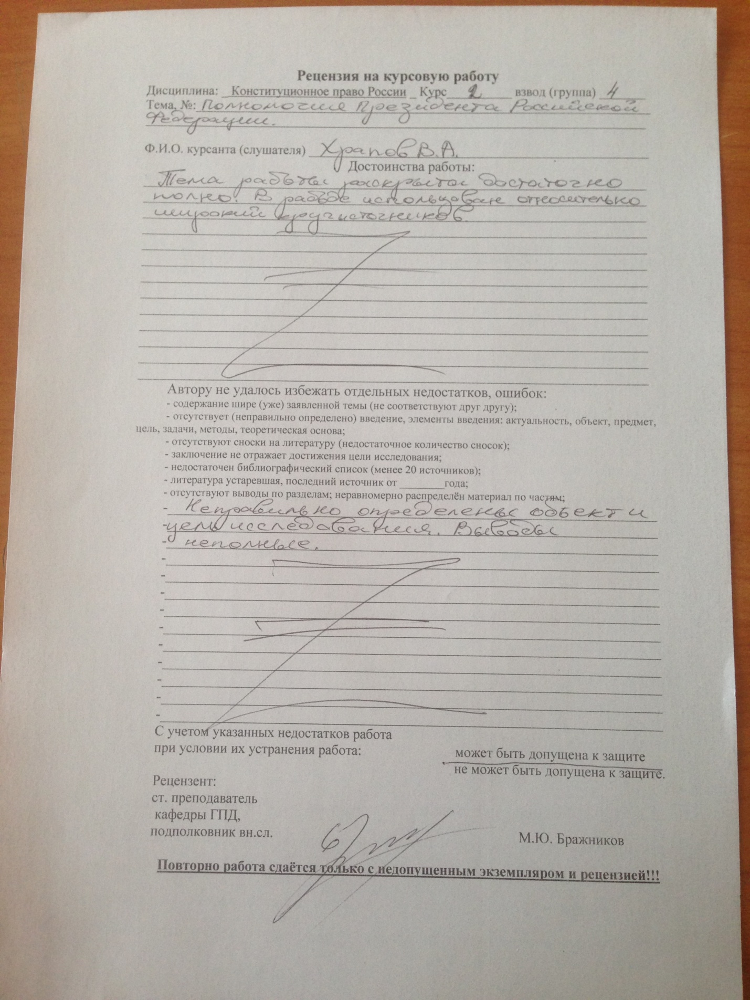 Рецензия на курсовую работу
Дисциплина: _Конституционное право России _ Курс 2 взвод (группа) 4
Тема, №: Полномочия Президента Российской
Федерации.
Ф.И.О. курсанта (слушателя) Храпов В.А.
Достоинства работы:
Тема работы раскрыта достаточно
полно. В работе использован относительно
широкий круг источников.
Автору не удалось избежать отдельных недостатков, ошибок:
- содержание шире (уже) заявленной темы (не соответствуют друг другу);
- отсутствует (неправильно определено) введение, элементы введения: актуальность, объект, предмет,
цель, задачи, методы, теоретическая основа;
- отсутствуют сноски на литературу (недостаточное количество сносок);
- заключение не отражает достижения цели исследования;
- недостаточен библиографический список (менее 20 источников);
- литература устаревшая, последний источник от ________года;
- отсутствуют выводы по разделам; неравномерно распределён материал по частям;
- Неправильно определены объект и
- цель исследования. Выводы
- неполные.
-
-
-
-
-
-
-
-
-
-
С учетом указанных недостатков работа
при условии их устранения работа:
может быть допущена к защите
не может быть допущена к защите.
Рецензент:
ст. преподаватель
кафедры ГПД,
подполковник вн.сл.
М.Ю. Бражников
Повторно работа сдаётся только с недопущенным экземпляром и рецензией!!!